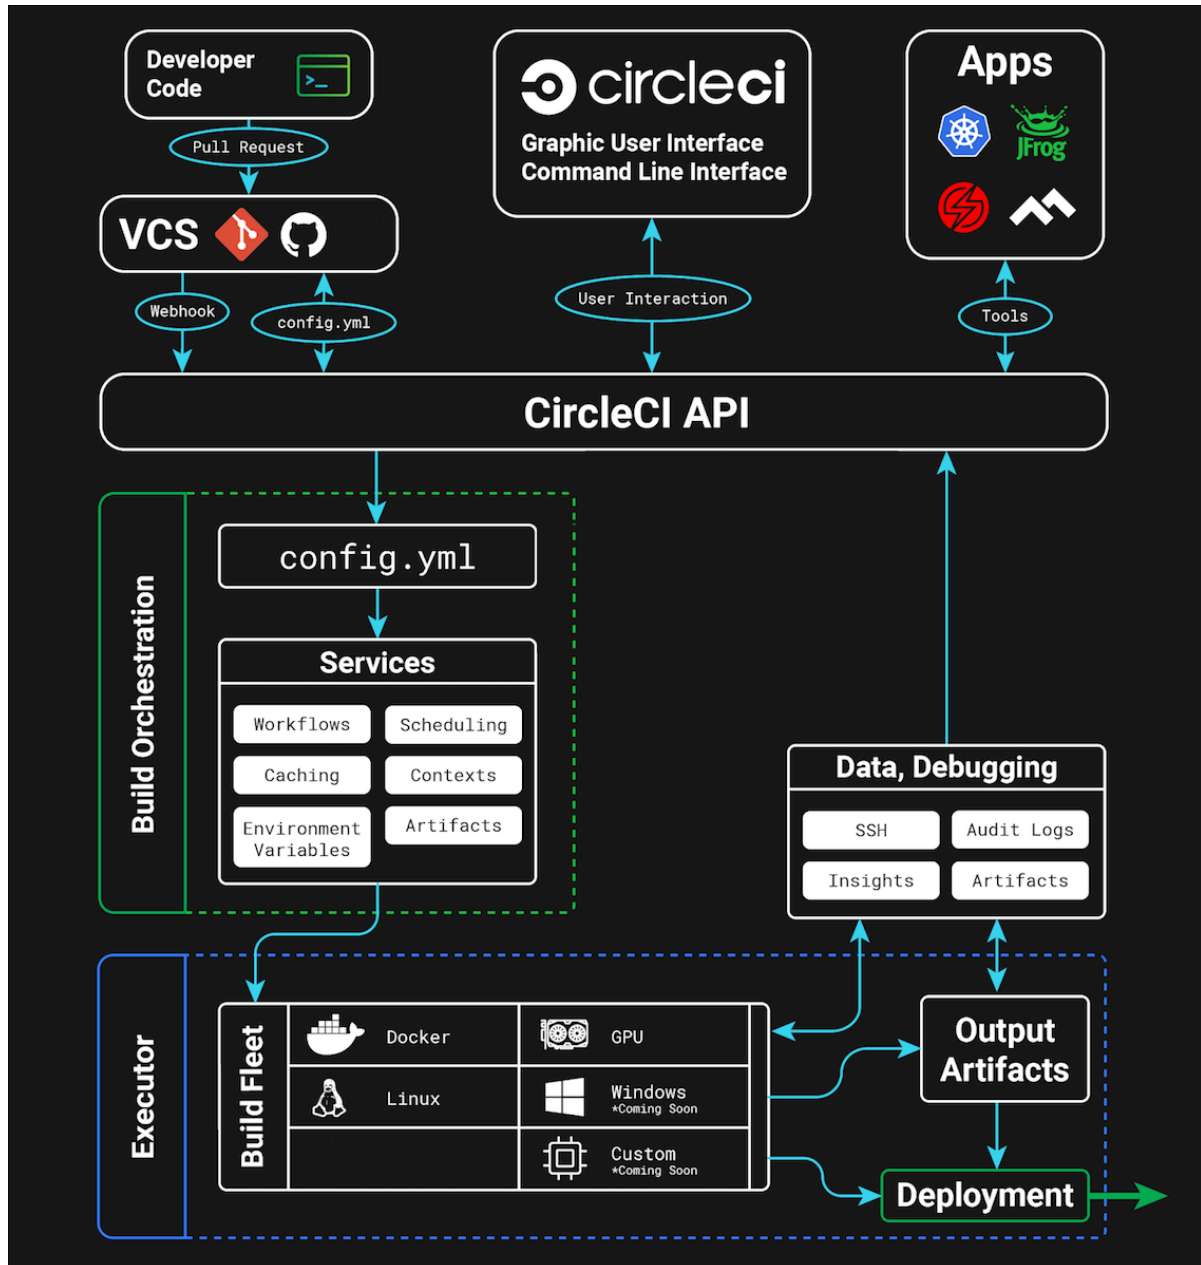 Developer
Code
>_
Pull Request
VCS
Webhook
config.yml
circleci
Graphic User Interface
Command Line Interface
User Interaction
Apps
JFrog
Tools
CircleCI API
Build Orchestration
config.yml
Services
Workflows
Scheduling
Caching
Contexts
Environment
Variables
Artifacts
Data, Debugging
SSH
Audit Logs
Insights
Artifacts
Executor
Build Fleet
Docker
GPU
Linux
Windows
*Coming Soon
Custom
*Coming Soon
Output
Artifacts
Deployment